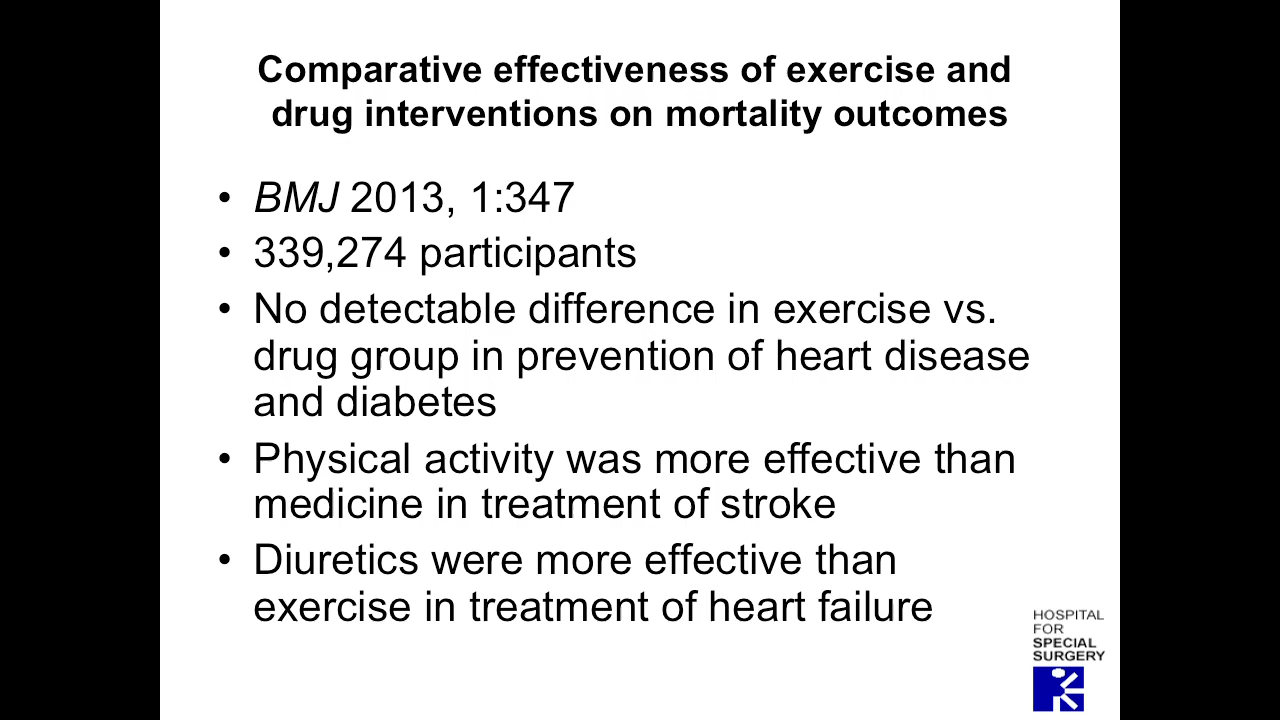 Comparative effectiveness of exercise and
drug interventions on mortality outcomes
• BMJ 2013, 1:347
• 339,274 participants
• No detectable difference in exercise vs.
drug group in prevention of heart disease
and diabetes
• Physical activity was more effective than
medicine in treatment of stroke
• Diuretics were more effective than
exercise in treatment of heart failure
HOSPITAL
FOR
SPECIAL
SURGERY